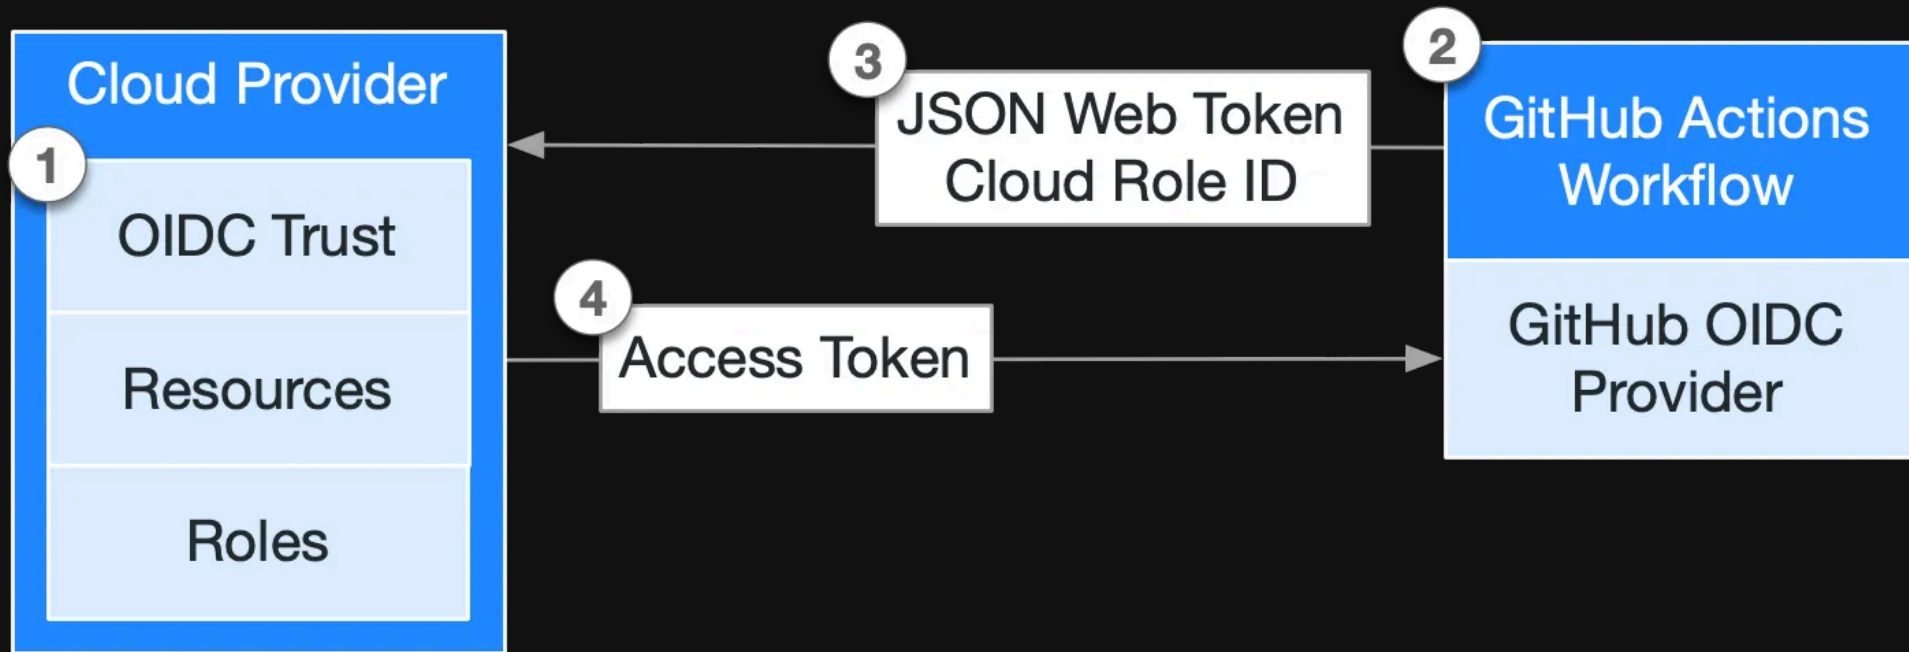 Cloud Provider
1
OIDC Trust
Resources
Roles
3
JSON Web Token
Cloud Role ID
4
Access Token
2
GitHub Actions
Workflow
GitHub OIDC
Provider